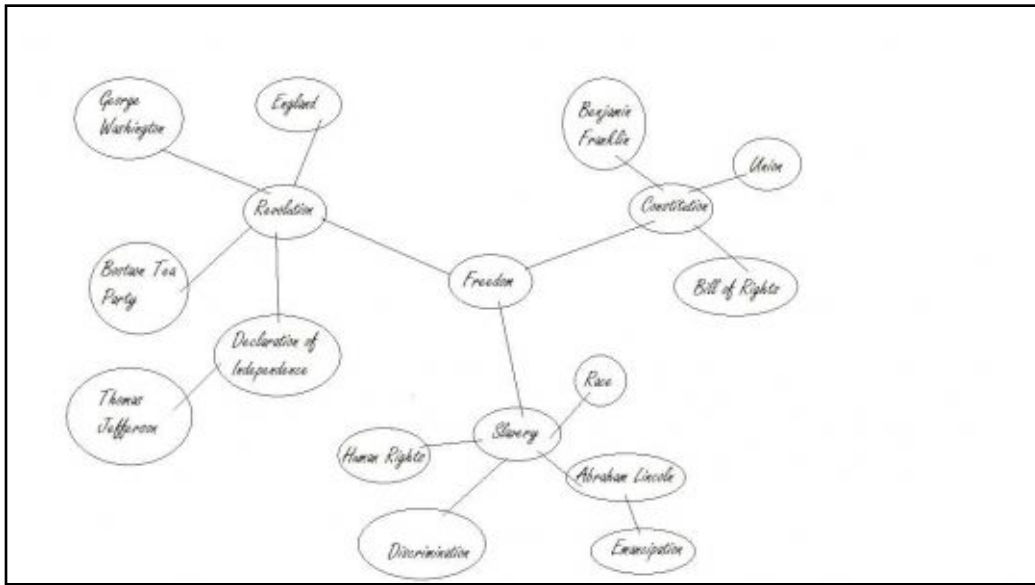 George
Washington
England
Revolution
Bostson Tea
Party
Declaration of
Independence
Thomas
Jefferson
Freedom
Benjamin
Franklin
Union
Constitution
Bill of Rights
Race
Slavery
Human Rights
Abraham Lincoln
Discrimination
Emancipation